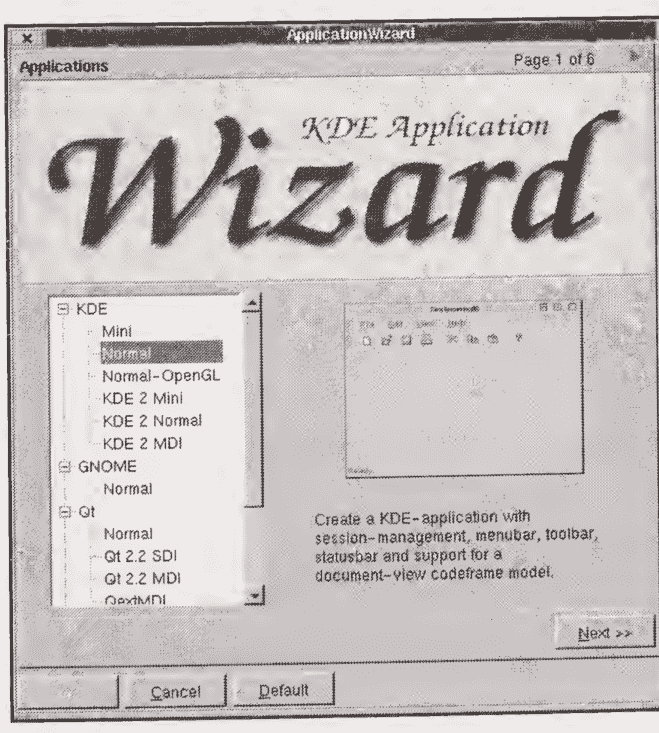 ApplicationWizard
Applications
Page 1 of 6
KDE Application
Wizard
KDE
Mini
Normal
Normal-OpenGL
KDE 2 Mini
KDE 2 Normal
KDE 2 MDI
GNOME
Normal
Qt
Normal
Qt 2.2 SDI
Qt 2.2 MDI
QextMDI
Create a KDE-application with
session-management, menubar, toolbar,
statusbar and support for a
document-view codeframe model.
Next >>
Cancel
Default